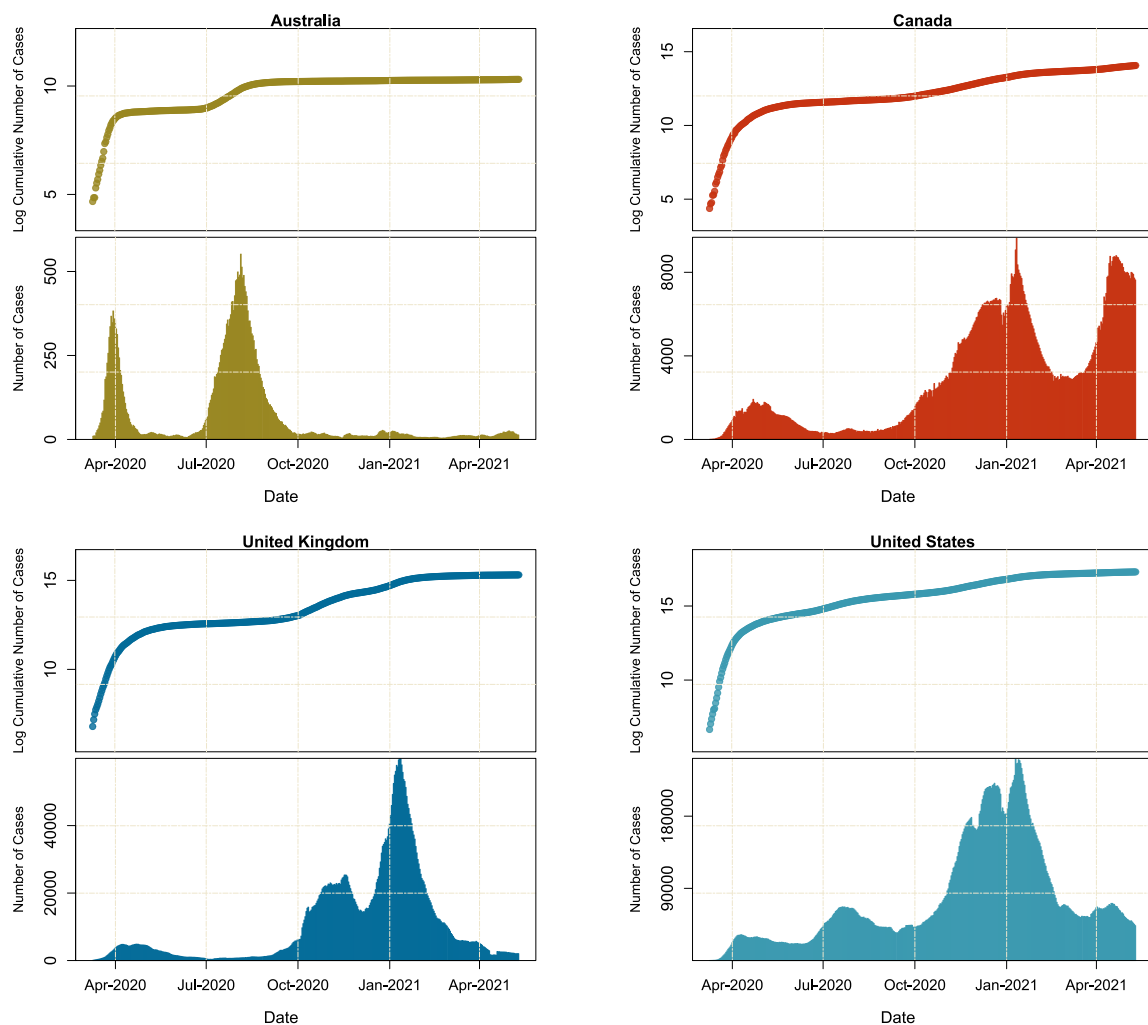 Australia
Log Cumulative Number of Cases
10
5
Number of Cases
500
250
0
Apr-2020 Jul-2020 Oct-2020 Jan-2021 Apr-2021
Date
Canada
Log Cumulative Number of Cases
15
10
5
Number of Cases
8000
4000
0
Apr-2020 Jul-2020 Oct-2020 Jan-2021 Apr-2021
Date
United Kingdom
Log Cumulative Number of Cases
15
10
Number of Cases
40000
20000
0
Apr-2020 Jul-2020 Oct-2020 Jan-2021 Apr-2021
Date
United States
Log Cumulative Number of Cases
15
10
Number of Cases
180000
90000
Apr-2020 Jul-2020 Oct-2020 Jan-2021 Apr-2021
Date